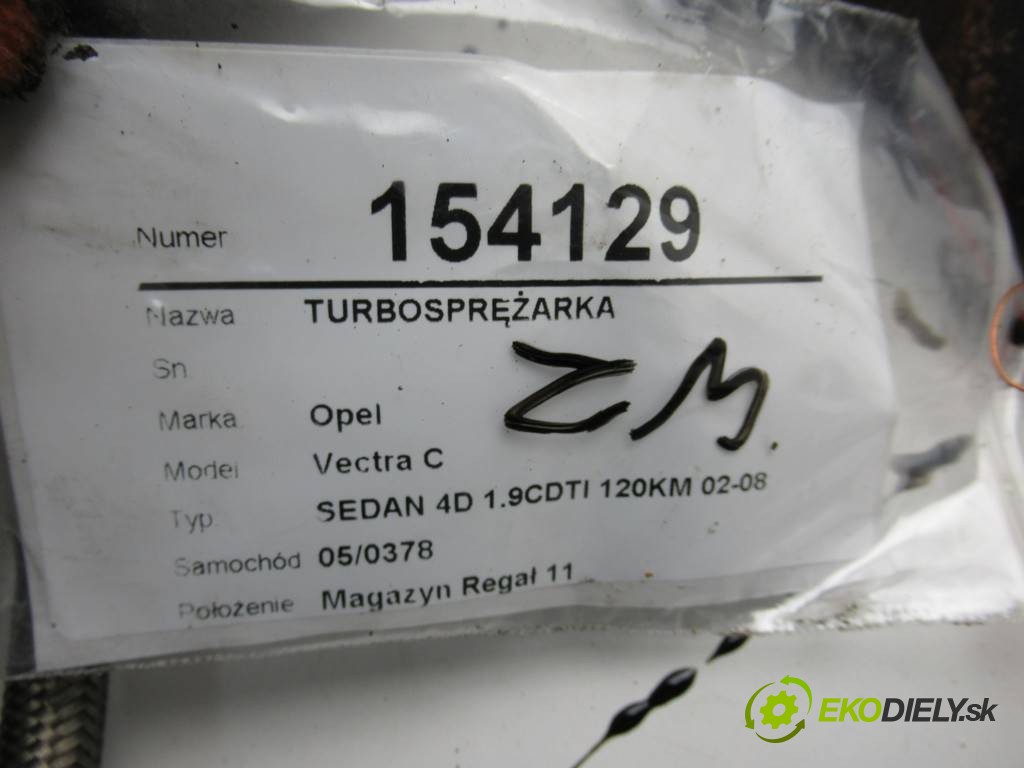 Numer 154129
Nazwa TURBOSPRĘŻARKA
Sn
Marka Opel
Model Vectra C
Typ SEDAN 4D 1.9CDTI 120KM 02-08
Samochód 05/0378
Położenie Magazyn Regał 11
ZM
EKODIELY.sk